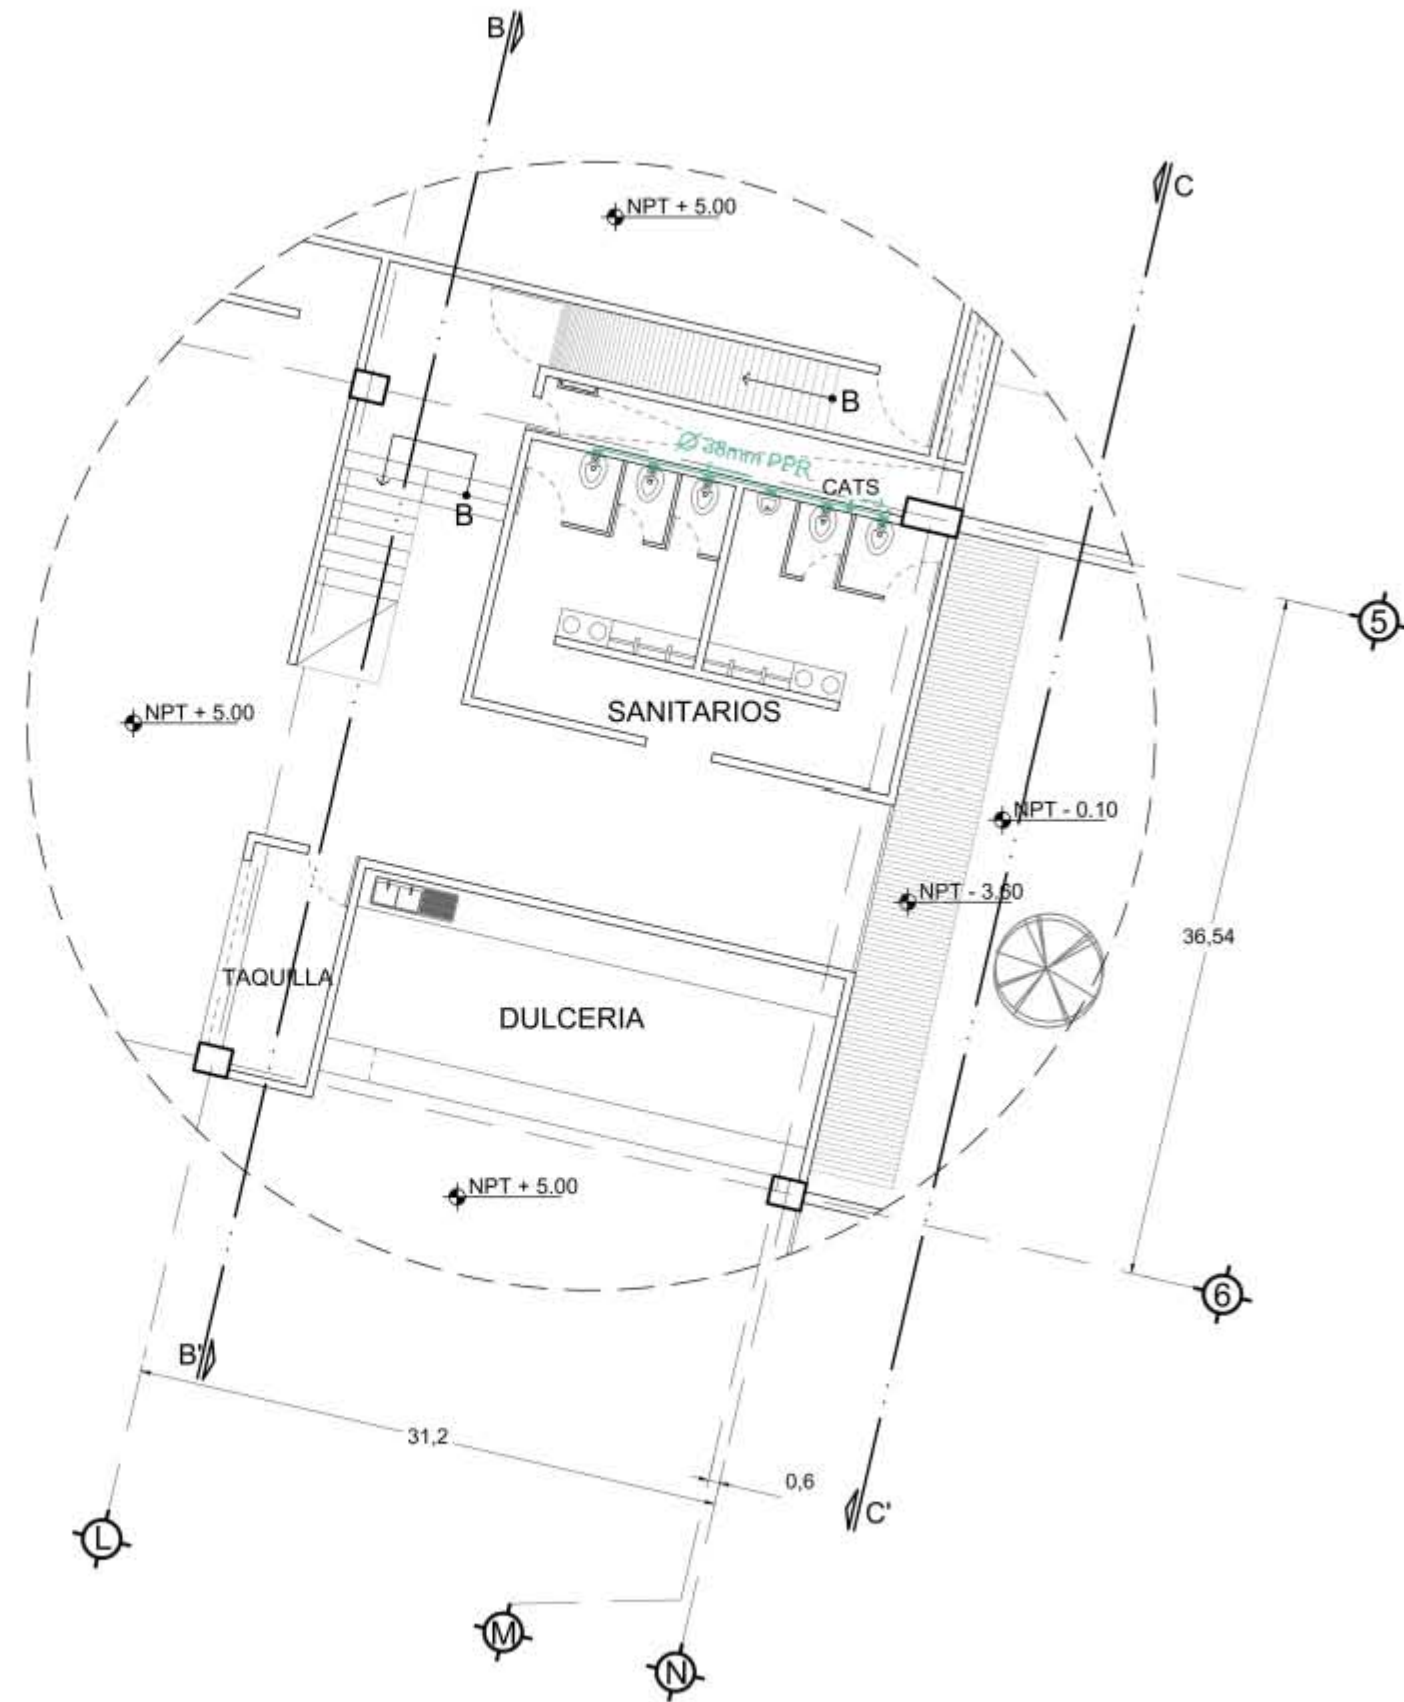 B
C
NPT + 5.00
B
Ø 38mm PPR
CATS
B
5
NPT + 5.00
SANITARIOS
NPT - 0.10
NPT - 3.60
36,54
TAQUILLA
DULCERIA
NPT + 5.00
6
B'
31,2
0,6
C'
L
M
N